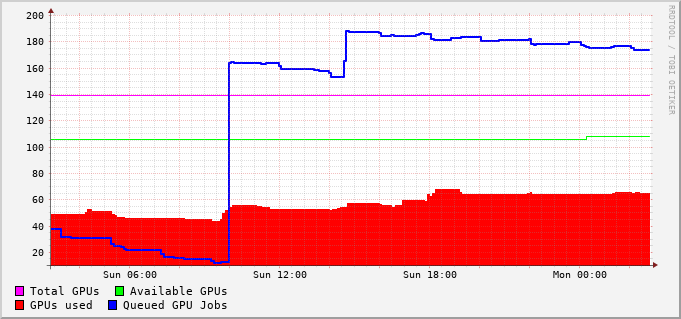 200
180
160
140
120
100
80
60
40
20
Sun 06:00 Sun 12:00 Sun 18:00 Mon 00:00
Total GPUs Available GPUs
GPUs used Queued GPU Jobs
RRDTOOL / TOBI OETIKER